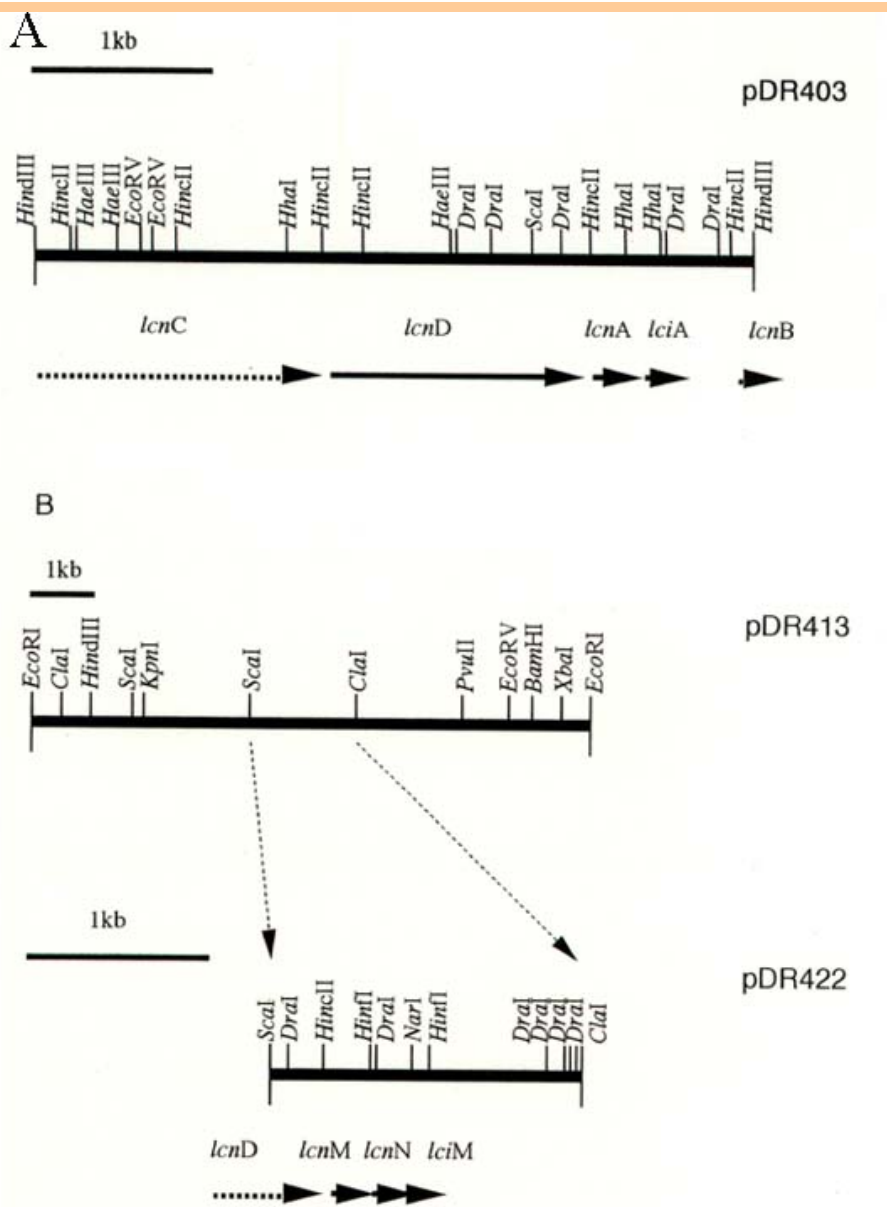 A
1kb
pDR403
HindIII HincII HaeIII HaeIII EcoRV EcoRV HincII HhaI HincII HincII HaeIII DraI DraI ScaI DraI HincII HhaI HhaI DraI DraI HincII HindIII
lcnC lcnD lcnA lciA lcnB
B
1kb
pDR413
EcoRI ClaI HindIII ScaI KpnI ScaI ClaI PvuII EcoRV BamHI XbaI EcoRI
1kb
pDR422
ScaI DraI HincII HinfI DraI NarI HinfI DraI DraI DraI DraI ClaI
lcnD lcnM lcnN lciM